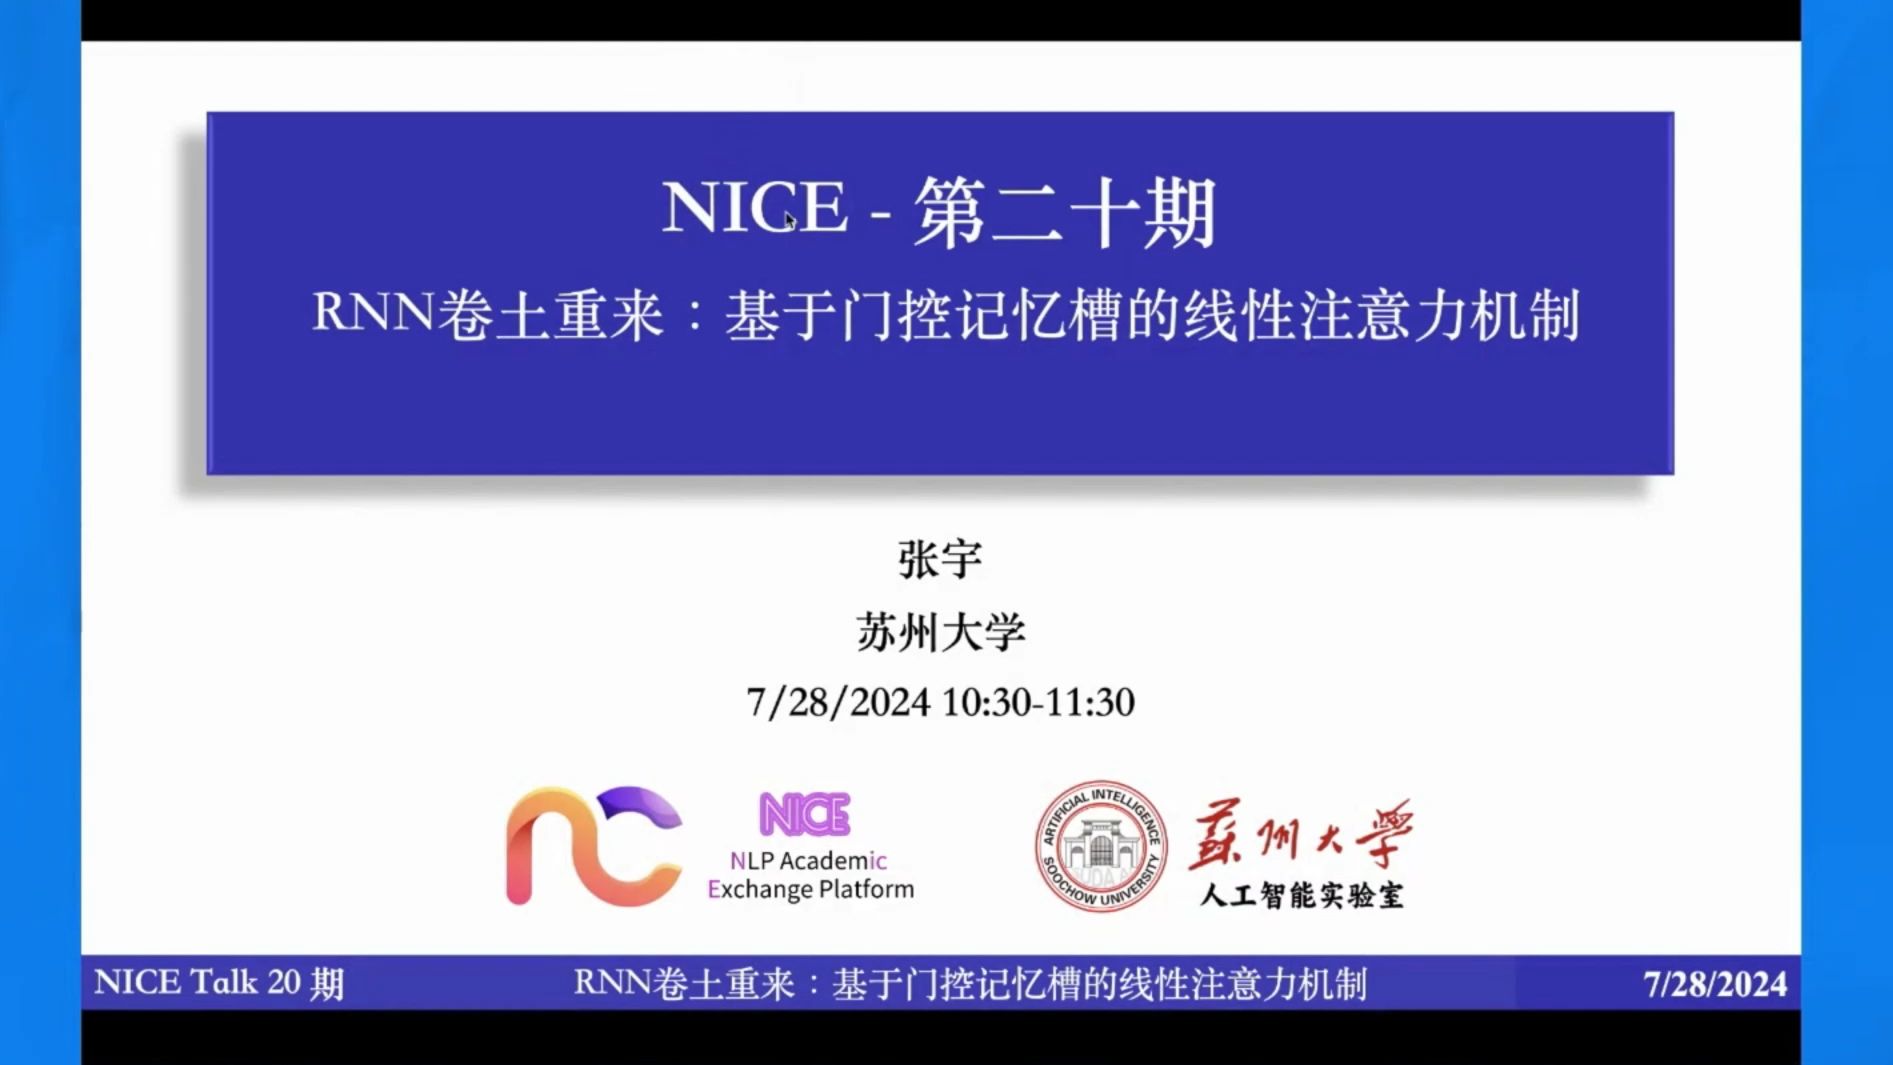 NICE - 第二十期
RNN卷土重来：基于门控记忆槽的线性注意力机制
张宇
苏州大学
7/28/2024 10:30-11:30
NICE
NLP Academic
Exchange Platform
ARTIFICIAL INTELLIGENCE
SOOCHOW UNIVERSITY
蘇州大學
人工智能实验室
NICE Talk 20 期
RNN卷土重来：基于门控记忆槽的线性注意力机制
7/28/2024